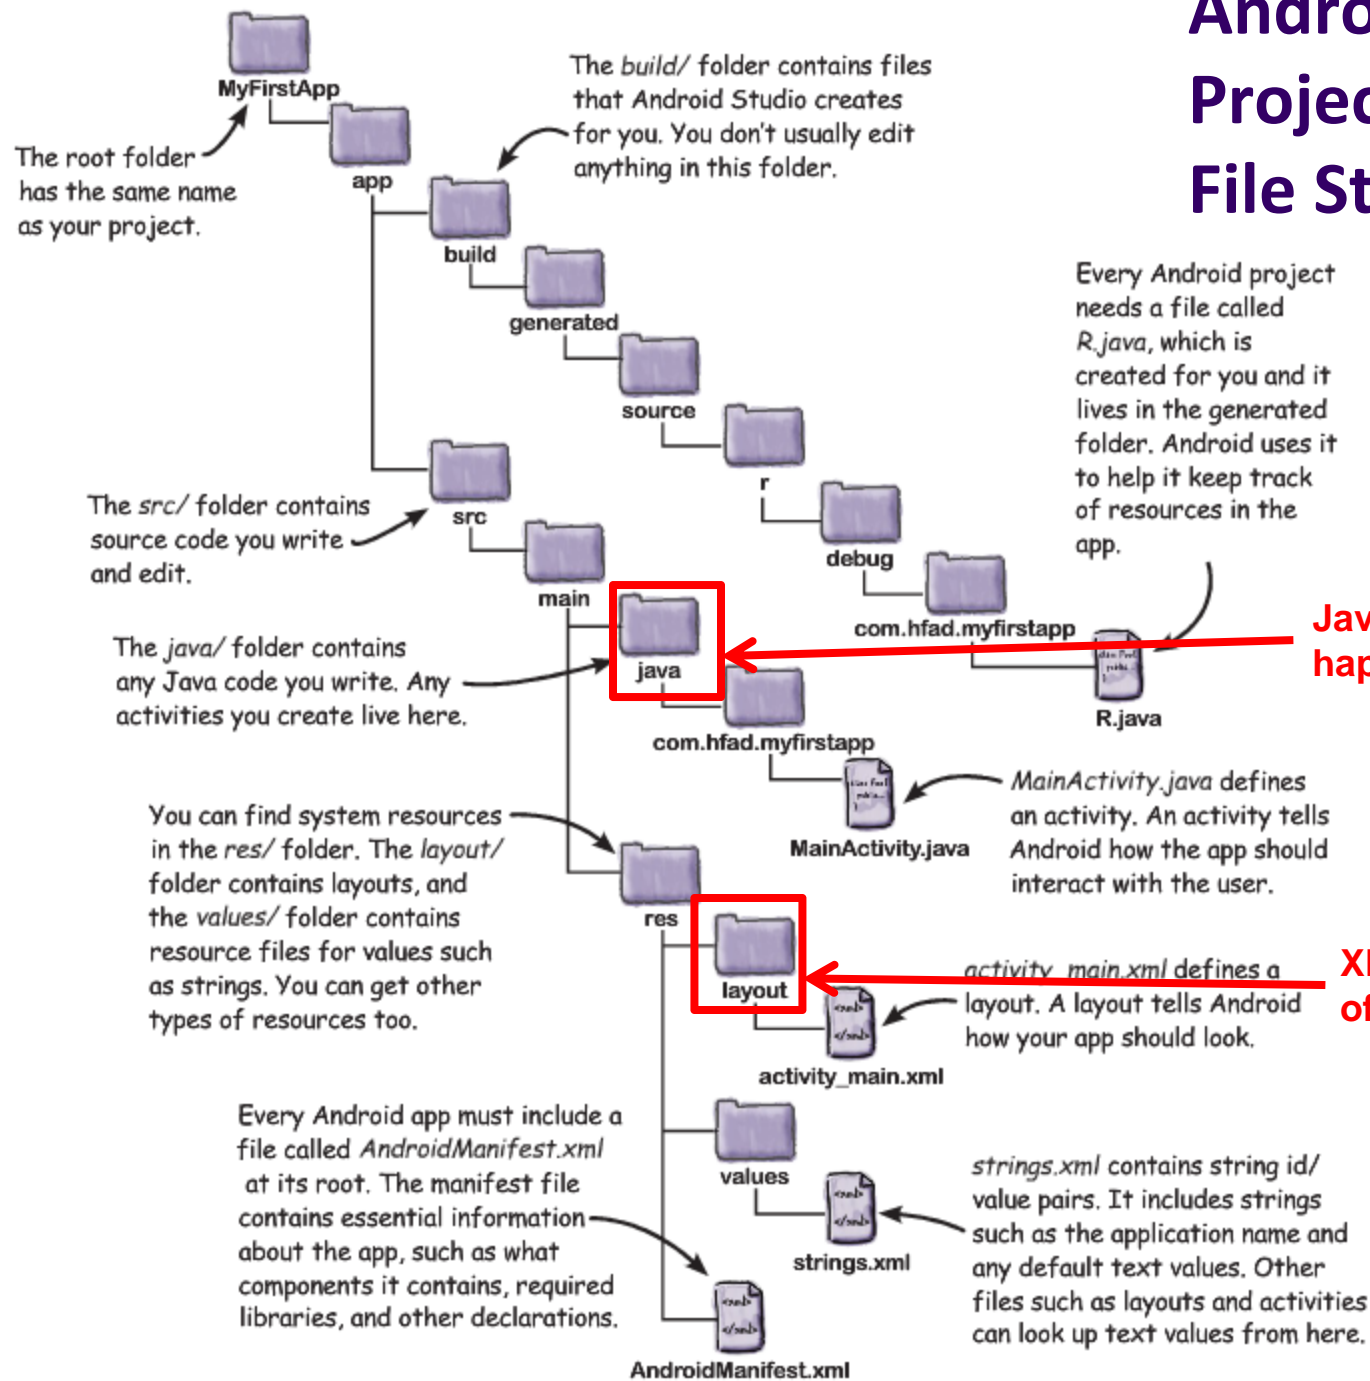 Andro
Projec
File St
MyFirstApp
app
The root folder
has the same name
as your project.
The build/ folder contains files
that Android Studio creates
for you. You don't usually edit
anything in this folder.
build
generated
source
r
debug
com.hfad.myfirstapp
R.java
Every Android project
needs a file called
R.java, which is
created for you and it
lives in the generated
folder. Android uses it
to help it keep track
of resources in the
app.
The src/ folder contains
source code you write
and edit.
src
main
The java/ folder contains
any Java code you write. Any
activities you create live here.
java
Jav
hap
com.hfad.myfirstapp
MainActivity.java
MainActivity.java defines
an activity. An activity tells
Android how the app should
interact with the user.
You can find system resources
in the res/ folder. The layout/
folder contains layouts, and
the values/ folder contains
resource files for values such
as strings. You can get other
types of resources too.
res
layout
activity_main.xml defines a
layout. A layout tells Android
how your app should look.
of
activity_main.xml
Every Android app must include a
file called AndroidManifest.xml
at its root. The manifest file
contains essential information
about the app, such as what
components it contains, required
libraries, and other declarations.
values
strings.xml
strings.xml contains string id/
value pairs. It includes strings
such as the application name and
any default text values. Other
files such as layouts and activities
can look up text values from here.
AndroidManifest.xml